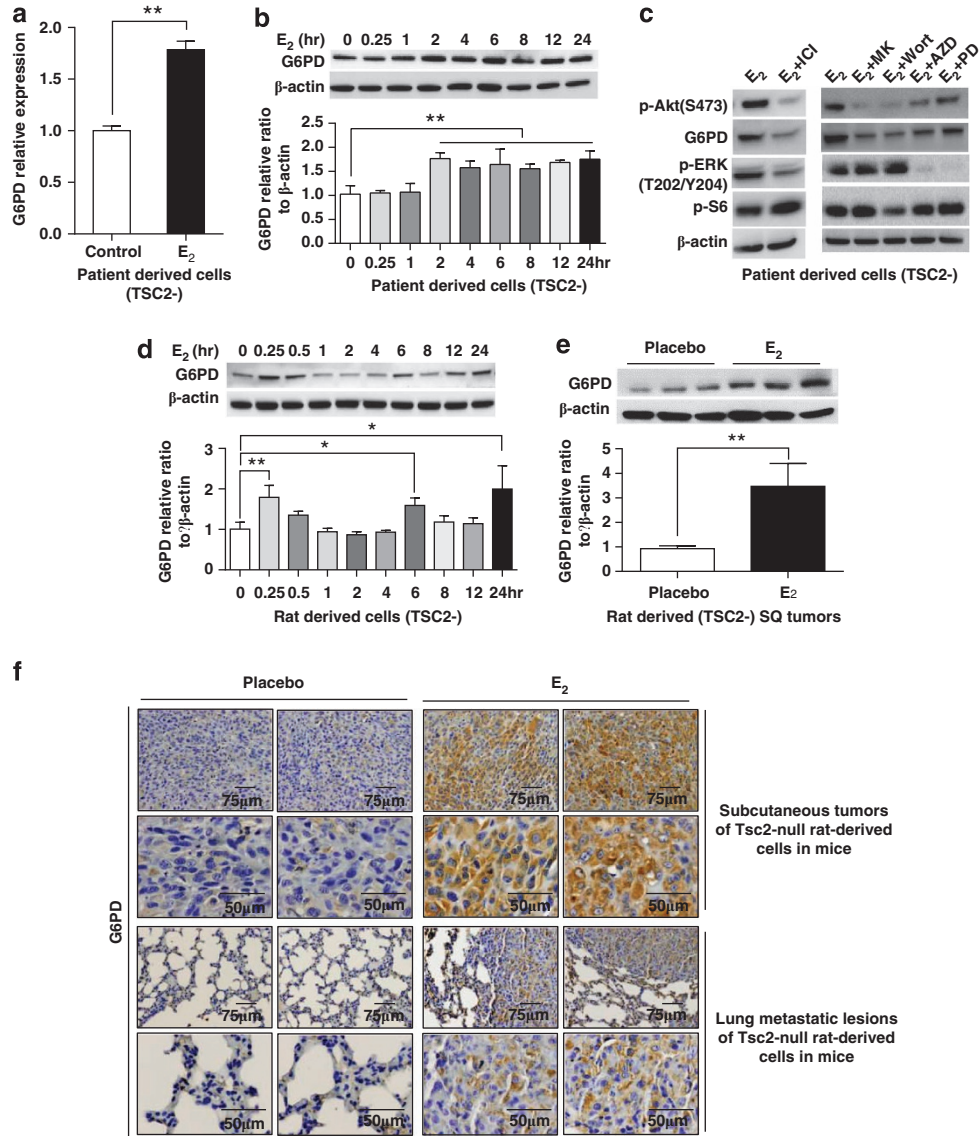 a
**
G6PD relative expression
2.0
1.5
1.0
0.5
0.0
Control E2
Patient derived cells
(TSC2-)
b
E2 (hr) 0 0.25 1 2 4 6 8 12 24
G6PD
β-actin
G6PD relative ratio
to β-actin
2.5
2.0
1.5
1.0
0.5
0.0
**
0 0.25 1 2 4 6 8 12 24hr
Patient derived cells (TSC2-)
c
E2 E2+ICI E2 E2+MK E2+Wort E2+AZD E2+PD
p-Akt(S473)
G6PD
p-ERK
(T202/Y204)
p-S6
β-actin
Patient derived cells (TSC2-)
d
E2 (hr) 0 0.25 0.5 1 2 4 6 8 12 24
G6PD
β-actin
G6PD relative ratio
to?β-actin
3
2
1
0
*
*
**
0 0.25 0.5 1 2 4 6 8 12 24hr
Rat derived cells (TSC2-)
e
Placebo E2
G6PD
β-actin
G6PD relative ratio
to?β-actin
5
4
3
2
1
0
**
Placebo E2
Rat derived (TSC2-) SQ tumors
f
Placebo E2
G6PD
75μm 75μm 75μm 75μm
50μm 50μm 50μm 50μm
Subcutaneous tumors
of Tsc2-null rat-derived
cells in mice
75μm 75μm 75μm 75μm
50μm 50μm 50μm 50μm
Lung metastatic lesions
of Tsc2-null rat-derived
cells in mice